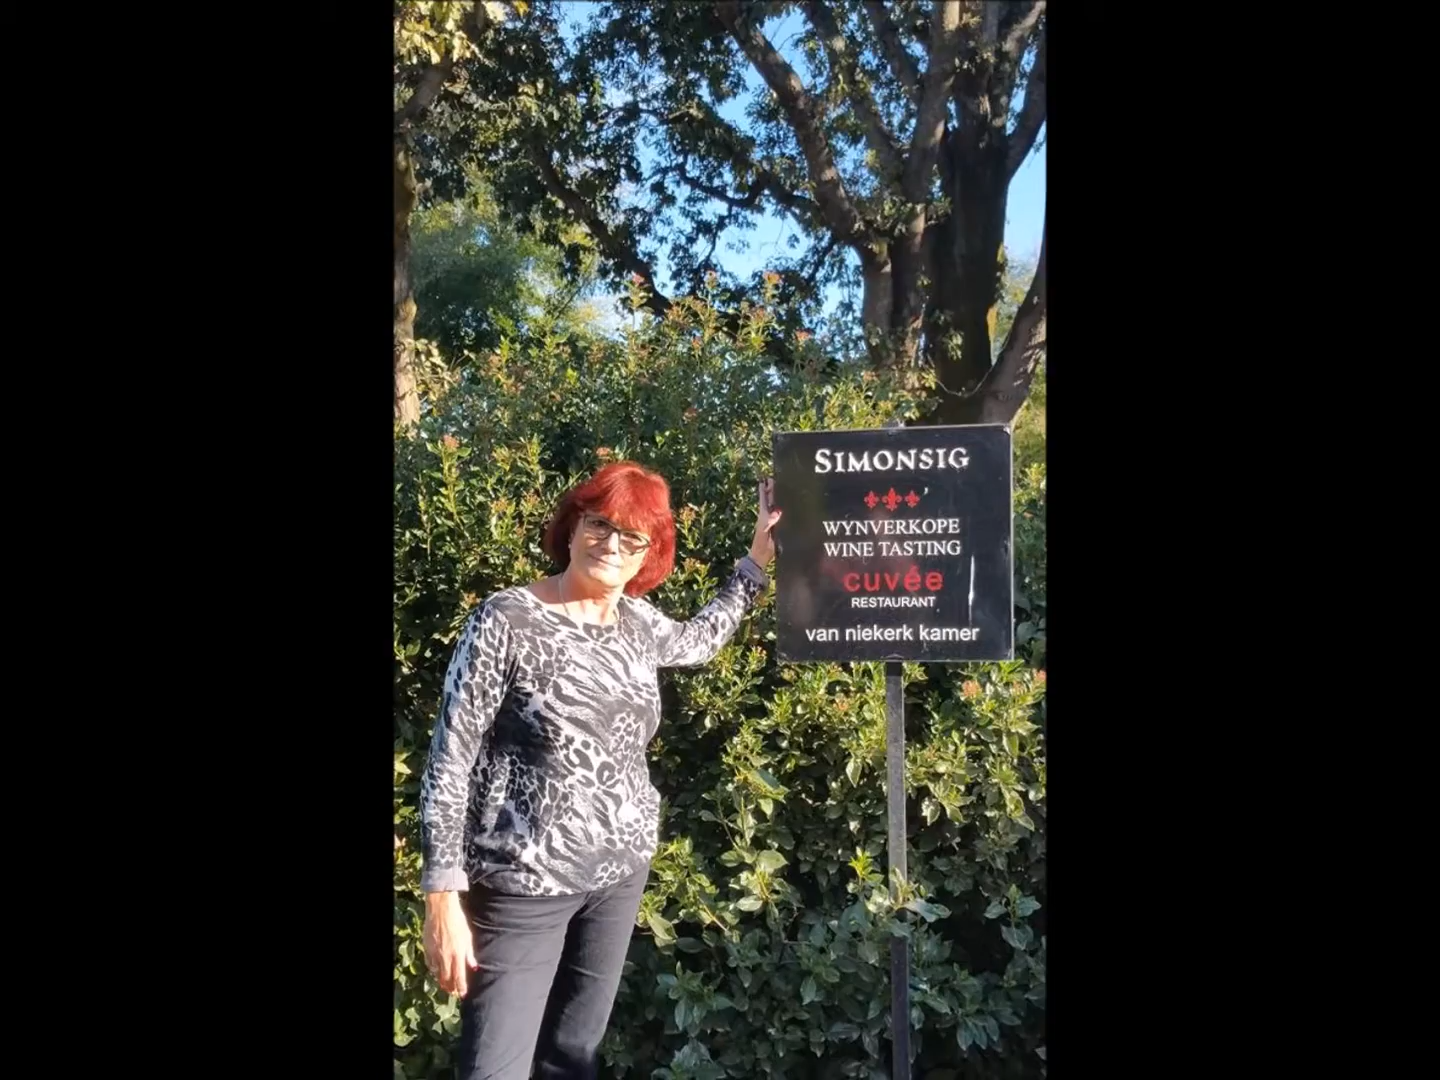 SIMONSIG
WYNVERKOPE
WINE TASTING
cuvée
RESTAURANT
van niekerk kamer